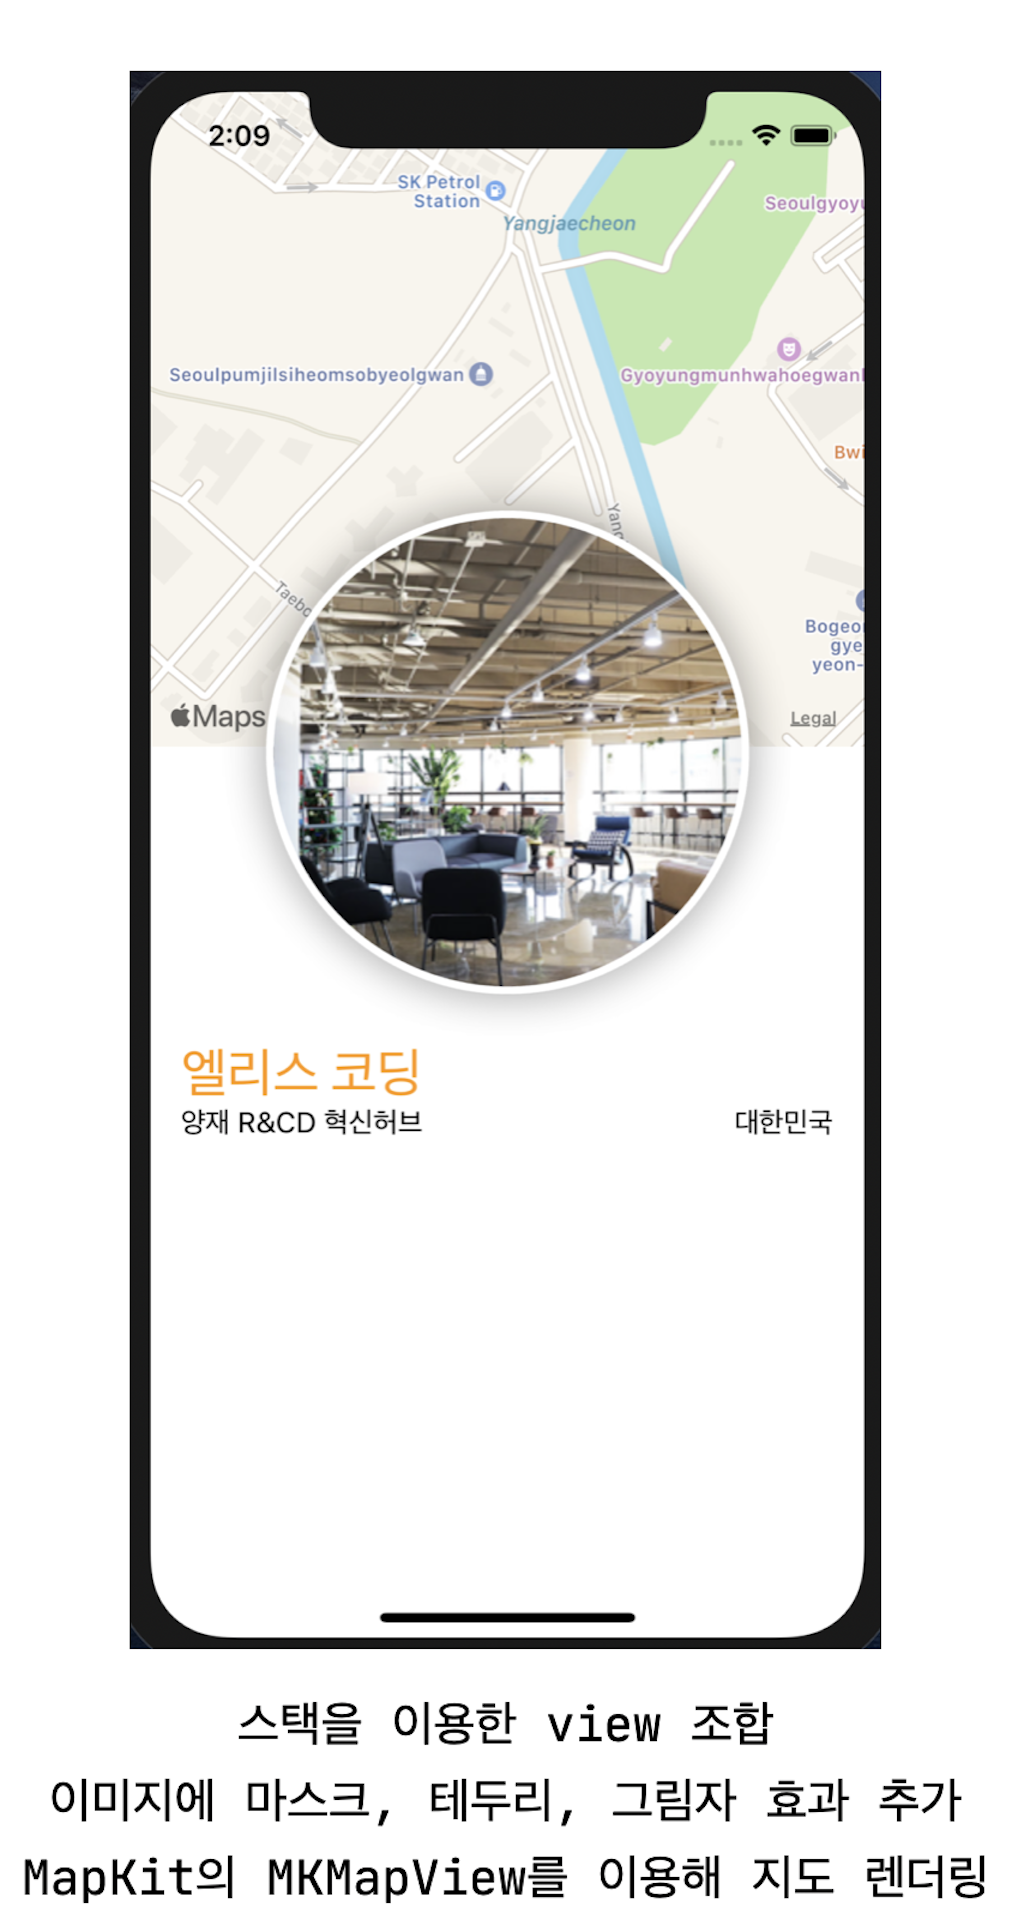 2:09
SK Petrol
Station
Yangjaecheon
Seoulgyoyu
Seoulpumjilsiheomsobyeolgwan
Gyoyungmunhwahoegwanl
Bwi
Yang
Taebo
Bogeo
gye
yeon-
Maps
Legal
엘리스 코딩
양재 R&CD 혁신허브
대한민국
스택을 이용한 view 조합
이미지에 마스크, 테두리, 그림자 효과 추가
MapKit의 MKMapView를 이용해 지도 렌더링